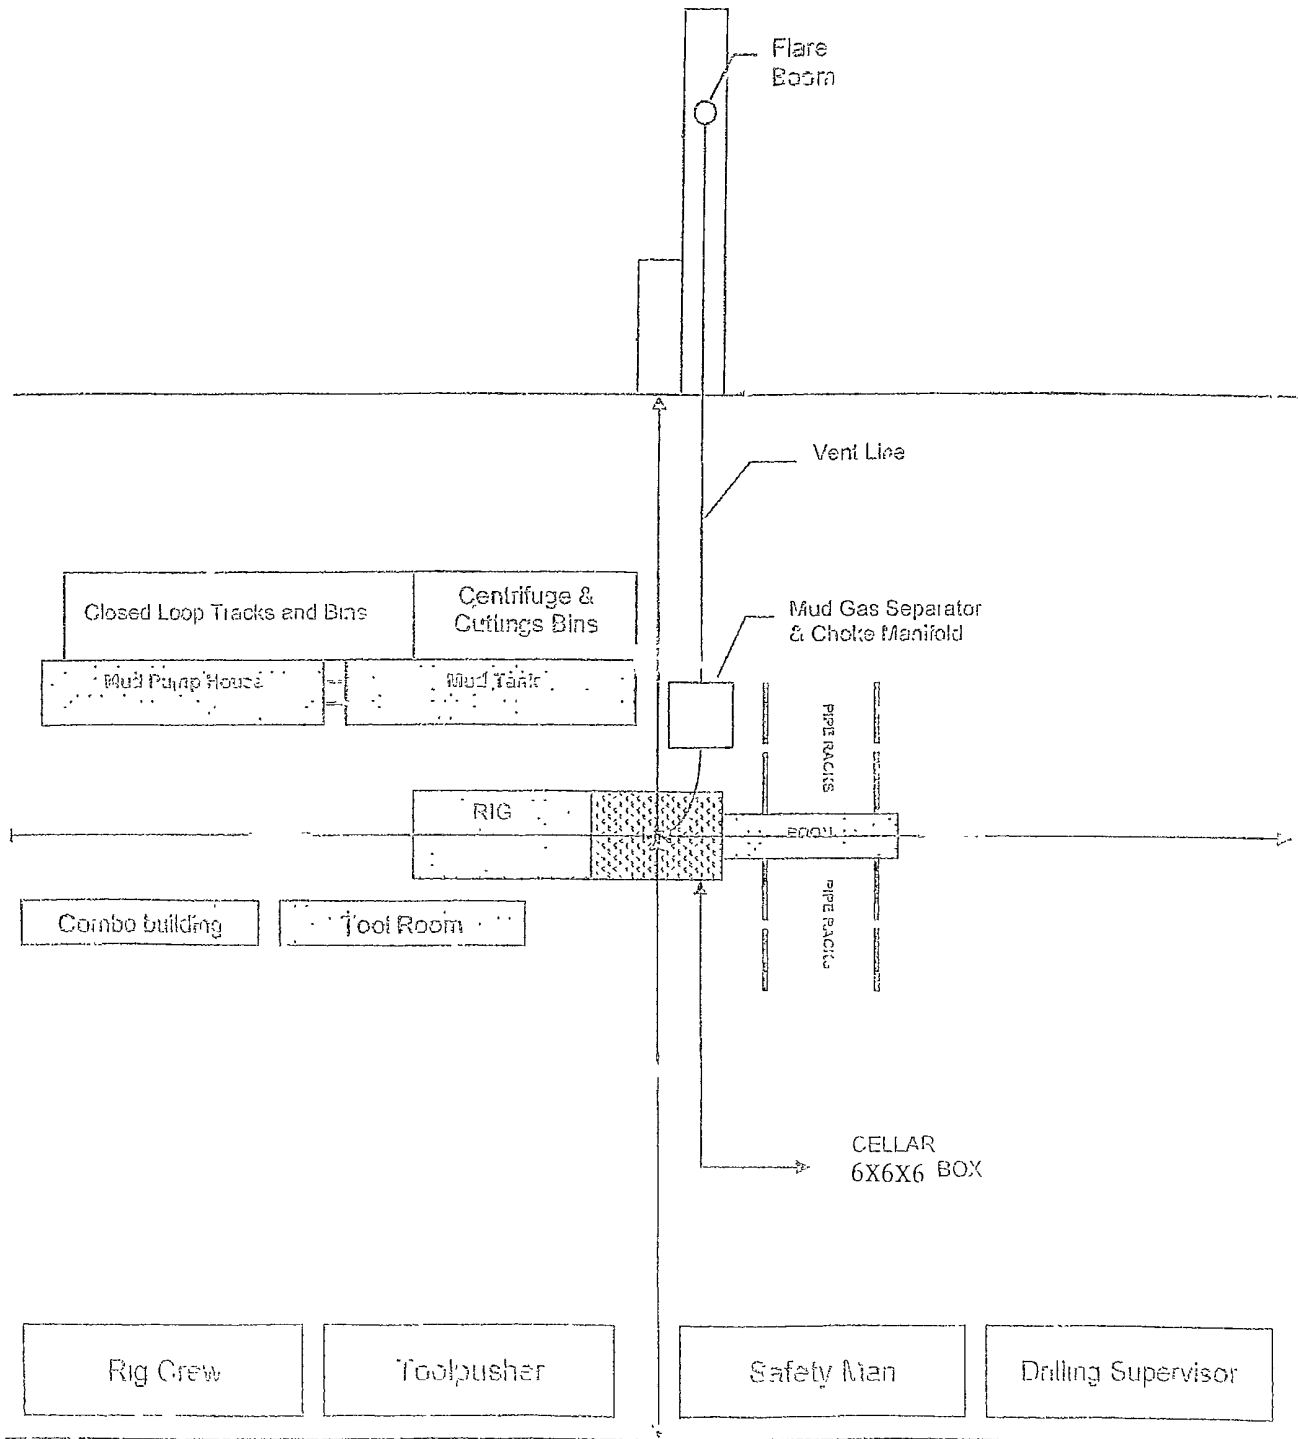 Flare
Boom
Vent Line
Closed Loop Tracks and Bins
Centrifuge &
Cuttings Bins
Mud Gas Separator
& Choke Manifold
Mud Pump House
Mud Tank
PIPE RACKS
RIG
PIPE RACKS
Combo building
Tool Room
CELLAR
6X6X6 BOX
Rig Crew
Toolpusher
Safety Man
Drilling Supervisor